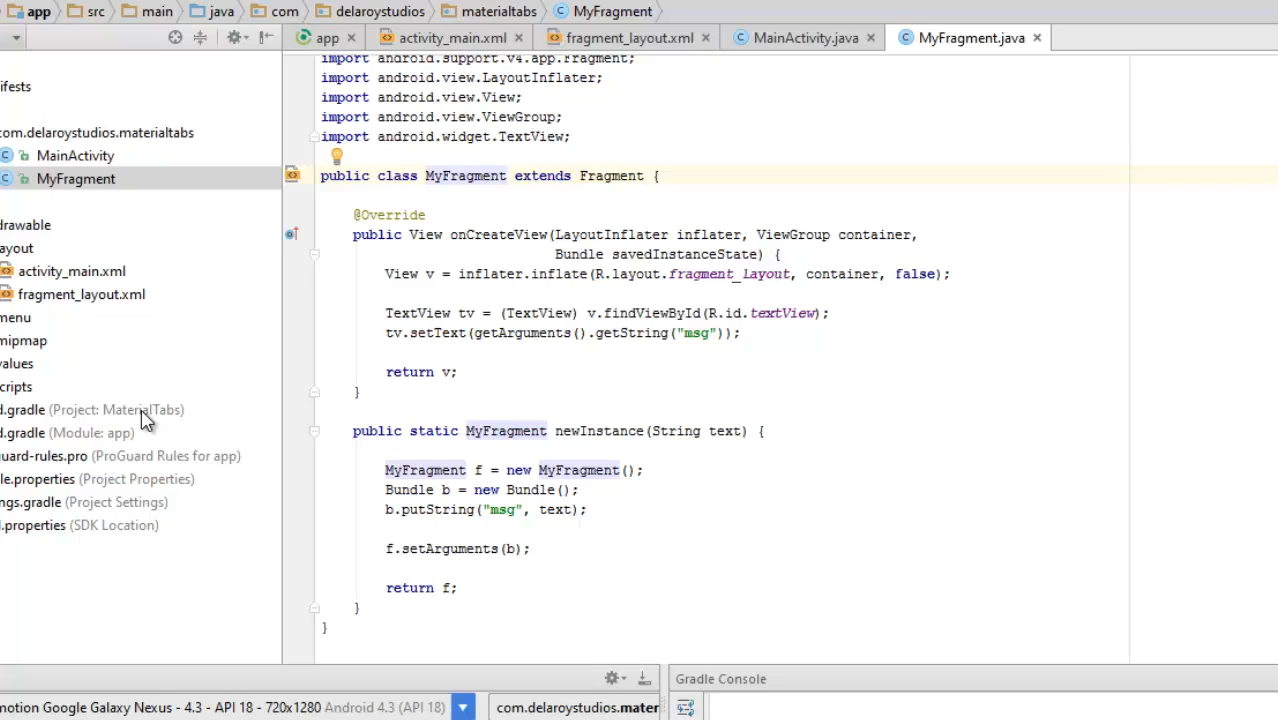 app src main java com delaroystudios materialtabs MyFragment
app activity_main.xml fragment_layout.xml MainActivity.java MyFragment.java
ifests
com.delaroystudios.materialtabs
MainActivity
MyFragment
drawable
ayout
activity_main.xml
fragment_layout.xml
menu
mipmap
values
cripts
d.gradle (Project: MaterialTabs)
d.gradle (Module: app)
uard-rules.pro (ProGuard Rules for app)
le.properties (Project Properties)
ngs.gradle (Project Settings)
l.properties (SDK Location)
import android.support.v4.app.Fragment;
import android.view.LayoutInflater;
import android.view.View;
import android.view.ViewGroup;
import android.widget.TextView;
public class MyFragment extends Fragment {
@Override
public View onCreateView(LayoutInflater inflater, ViewGroup container,
Bundle savedInstanceState) {
View v = inflater.inflate(R.layout.fragment_layout, container, false);
TextView tv = (TextView) v.findViewById(R.id.textView);
tv.setText(getArguments().getString("msg"));
return v;
}
public static MyFragment newInstance(String text) {
MyFragment f = new MyFragment();
Bundle b = new Bundle();
b.putString("msg", text);
f.setArguments(b);
return f;
}
}
Gradle Console
motion Google Galaxy Nexus - 4.3 - API 18 - 720x1280 Android 4.3 (API 18)
com.delaroystudios.mater